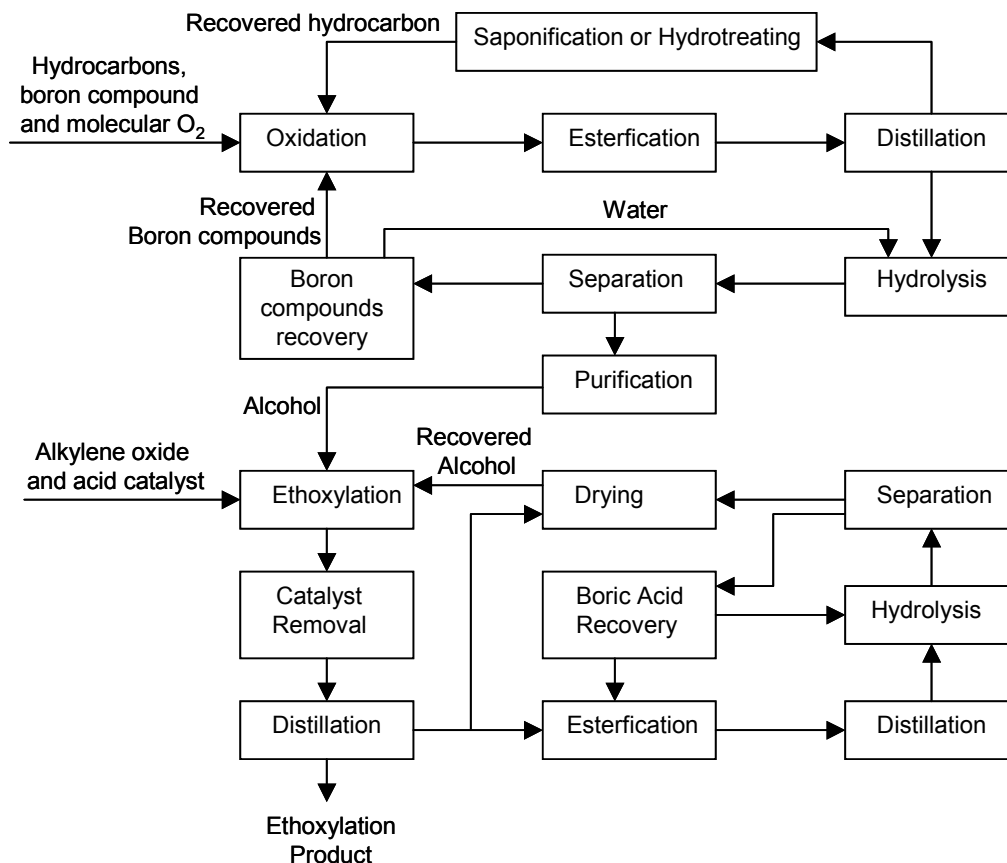 Recovered hydrocarbon
Saponification or Hydrotreating
Hydrocarbons,
boron compound
and molecular O₂
Oxidation
Esterfication
Distillation
Recovered
Boron compounds
Water
Boron
compounds
recovery
Separation
Hydrolysis
Purification
Alcohol
Alkylene oxide
and acid catalyst
Recovered
Alcohol
Ethoxylation
Drying
Separation
Catalyst
Removal
Boric Acid
Recovery
Hydrolysis
Distillation
Esterfication
Distillation
Ethoxylation
Product